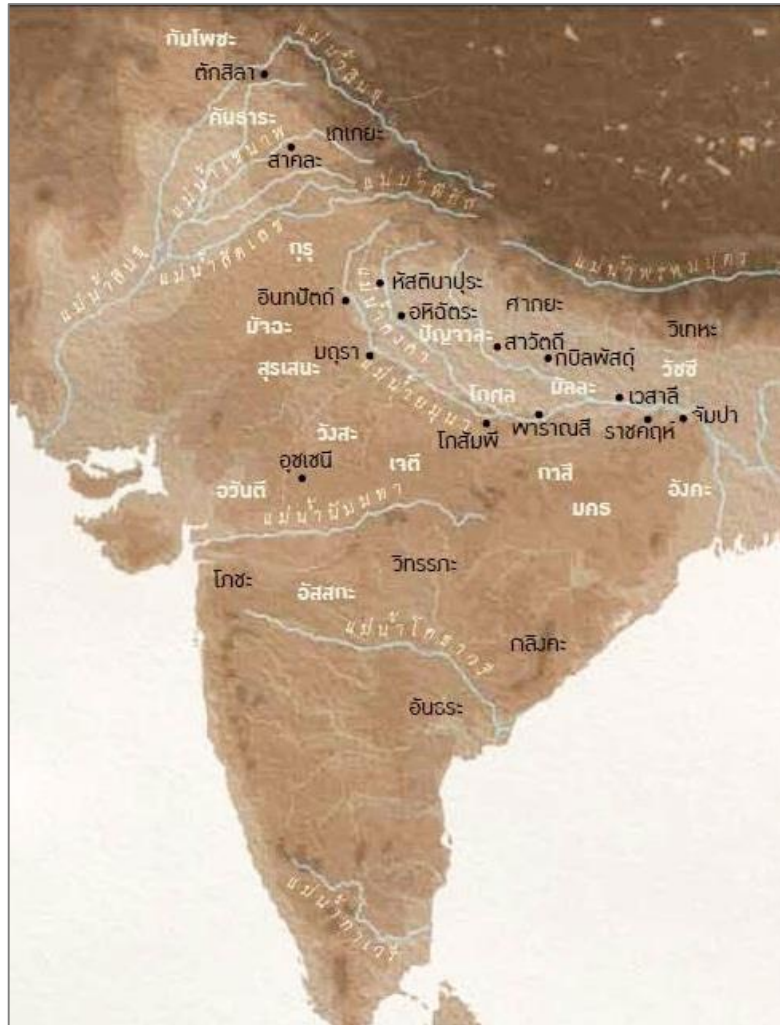 กัมโพชะ
แม่น้ำสินธุ
ตักสิลา
คันธาระ
เกเกยะ
แม่น้ำเชนาพ
สาคละ
แม่น้ำสินธุ
แม่น้ำสัตเลช
กุรุ
แม่น้ำพรหมบุตร
หัสตินาปุระ
อินทปัตถ์
แม่น้ำคงคา
อหิฉัตระ
ศากยะ
มัจฉะ
ปัญจาละ
วิเทหะ
สาวัตถี
มถุรา
กบิลพัสดุ์
วัชชี
สุรเสนะ
แม่น้ำยมุนา
โกศล
มัลละ
เวสาลี
จัมปา
พาราณสี
ราชคฤห์
โกสัมพี
วังสะ
อุชเชนี
เจตี
กาสี
อวันตี
อังคะ
มคธ
แม่น้ำนัมมทา
วิทรรภะ
โภชะ
อัสสกะ
แม่น้ำโคธาวรี
กลิงคะ
อันธระ
แม่น้ำกาเวรี